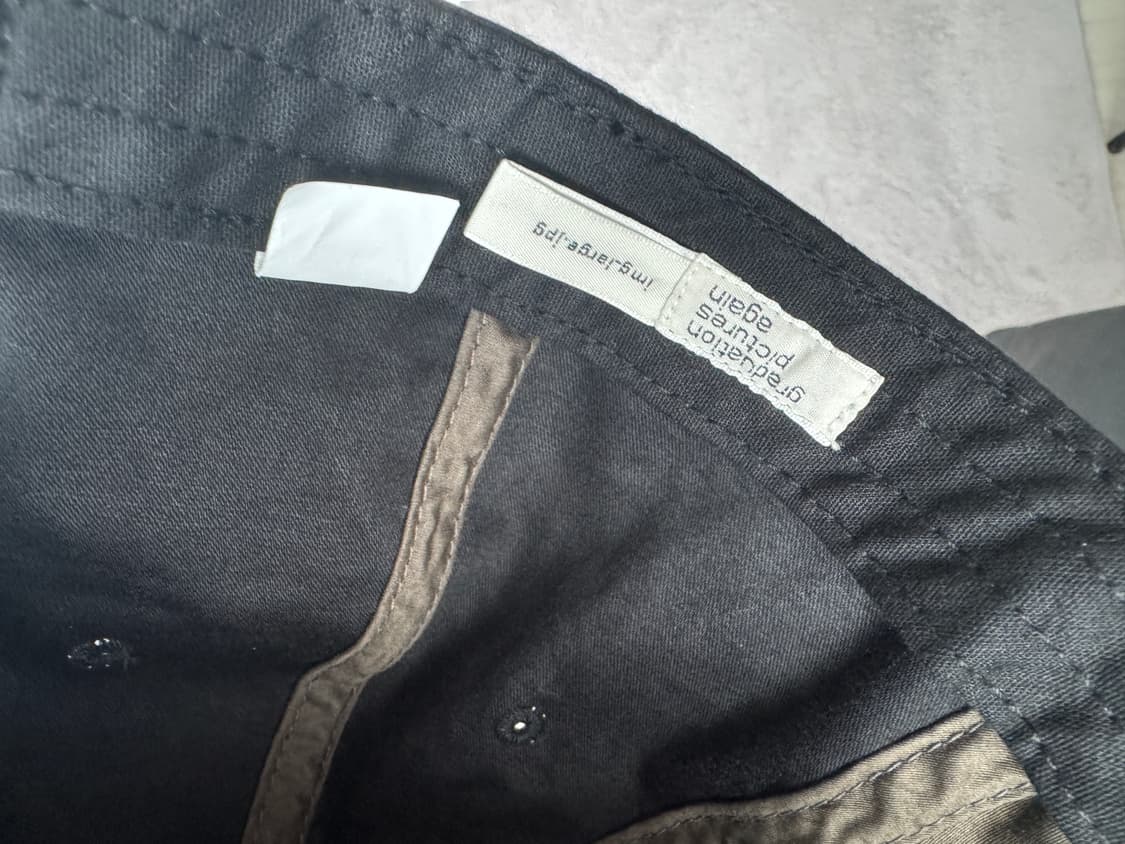 img_large.jpg
graduation
pictures
again